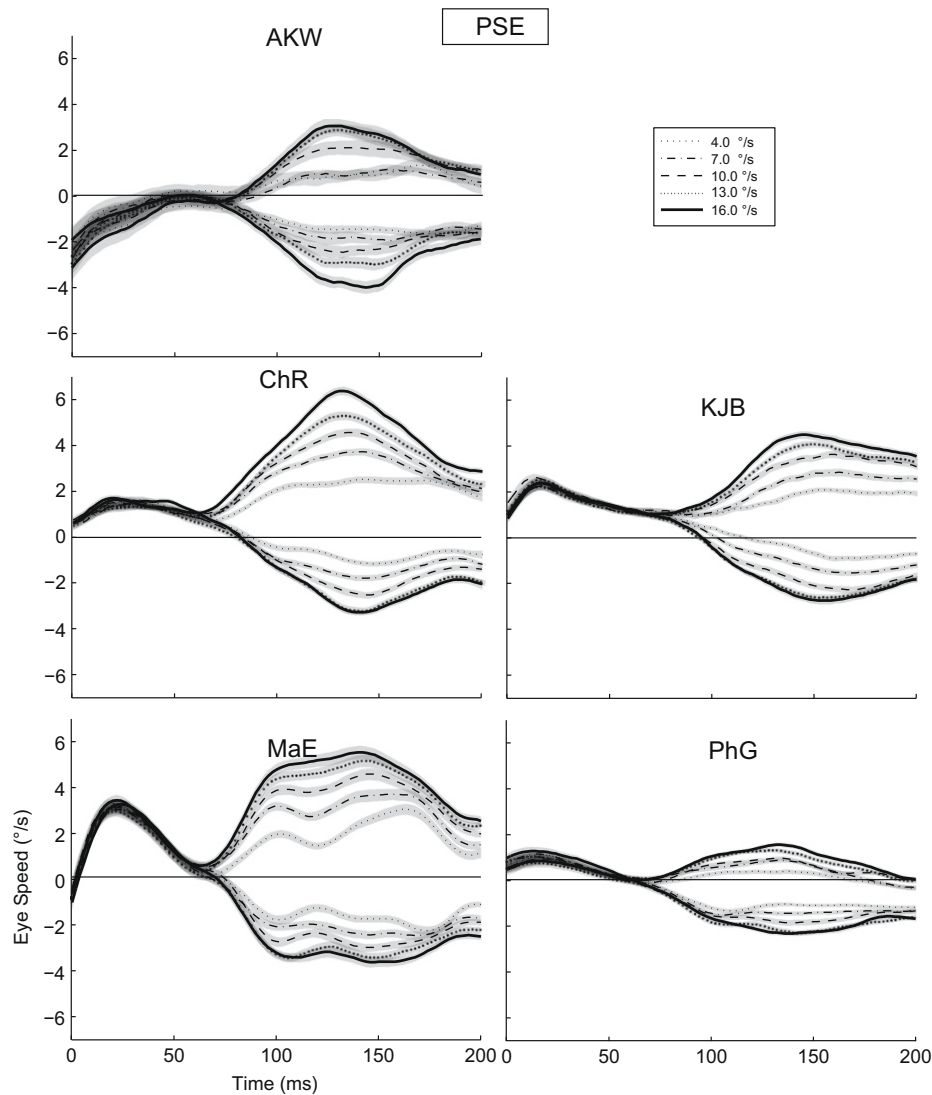 PSE
AKW
6
4
2
0
−2
−4
−6
4.0 °/s
7.0 °/s
10.0 °/s
13.0 °/s
16.0 °/s
ChR
6
4
2
0
−2
−4
−6
KJB
MaE
6
4
2
0
−2
−4
−6
PhG
Eye Speed (°/s)
0 50 100 150 200
0 50 100 150 200
Time (ms)